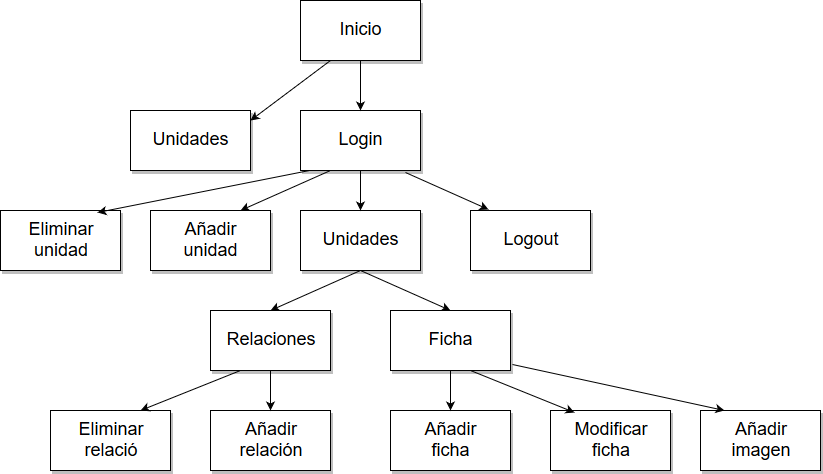 Inicio
Unidades
Login
Eliminar
unidad
Añadir
unidad
Unidades
Logout
Relaciones
Ficha
Eliminar
relació
Añadir
relación
Añadir
ficha
Modificar
ficha
Añadir
imagen